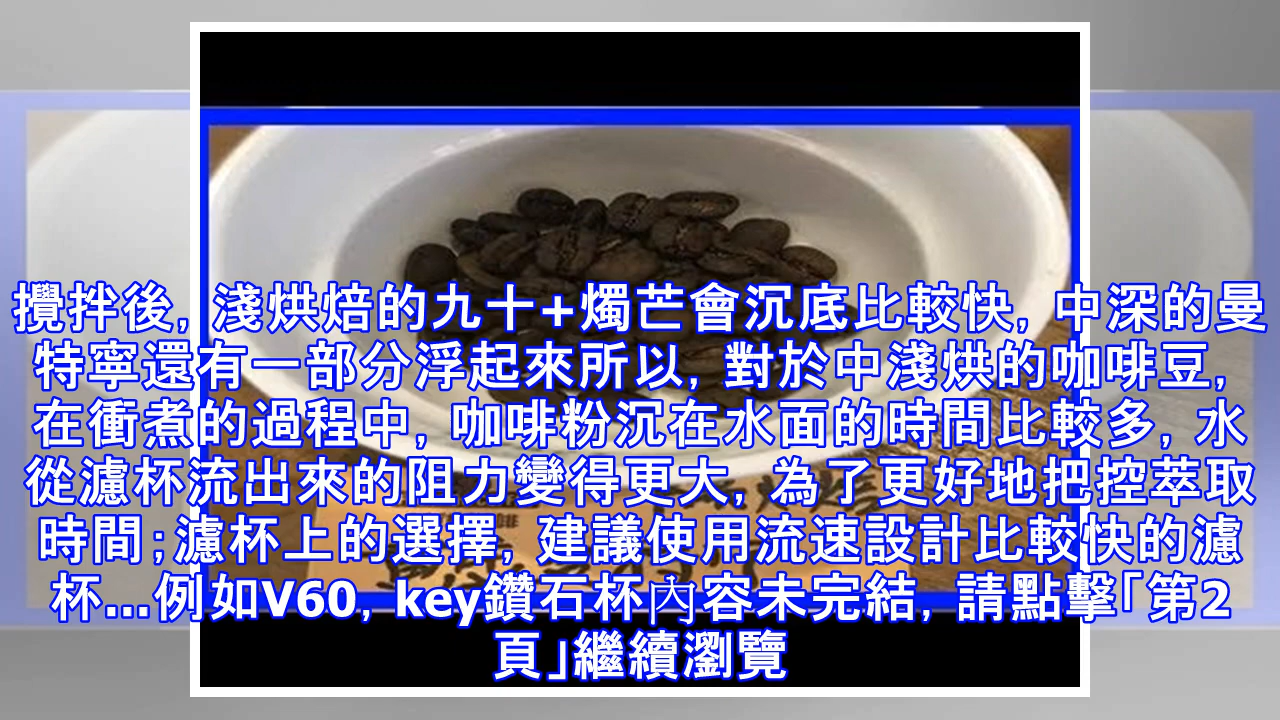 攪拌後, 淺烘焙的九十+燭芒會沉底比較快, 中深的曼
特寧還有一部分浮起來所以, 對於中淺烘的咖啡豆,
在衝煮的過程中, 咖啡粉沉在水面的時間比較多, 水
從濾杯流出來的阻力變得更大, 為了更好地把控萃取
時間;濾杯上的選擇, 建議使用流速設計比較快的濾
杯...例如V60, key鑽石杯內容未完結, 請點擊「第2
頁」繼續瀏覽